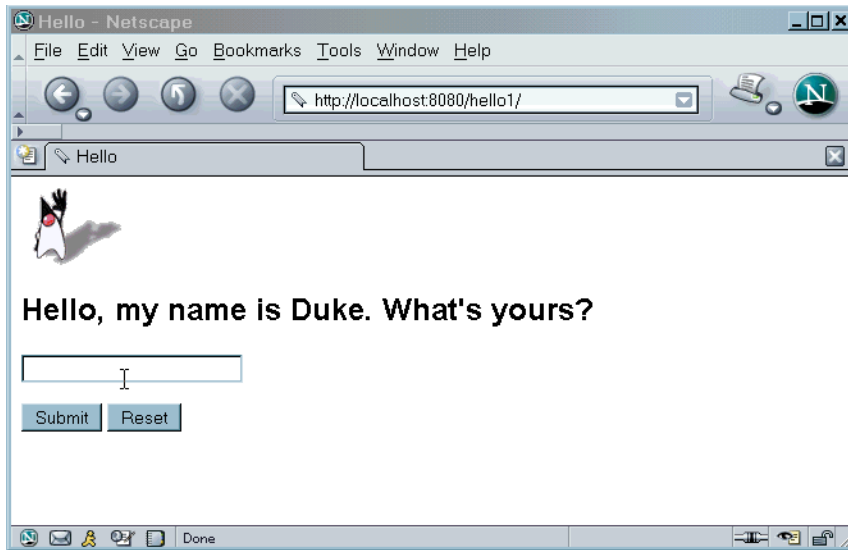 Hello - Netscape
File Edit View Go Bookmarks Tools Window Help
http://localhost:8080/hello1/
N
Hello
Hello, my name is Duke. What's yours?
Submit Reset
Done